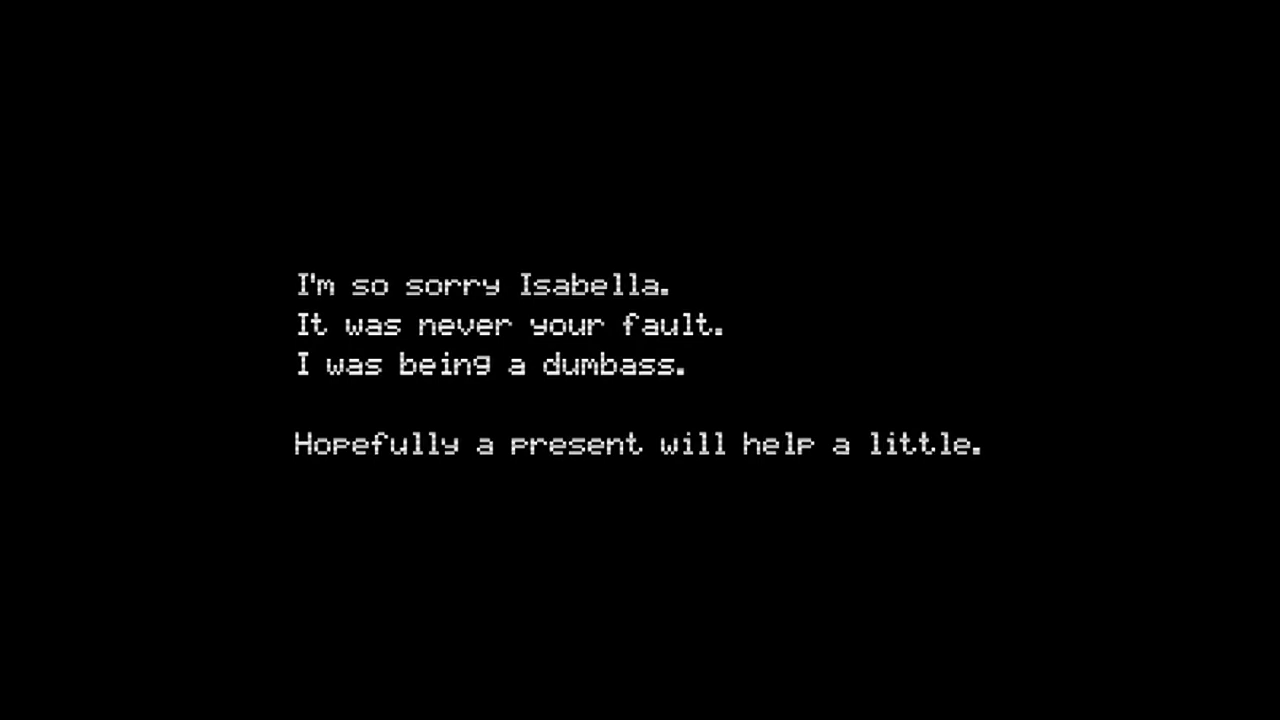 I'm so sorry Isabella.
It was never your fault.
I was being a dumbass.
Hopefully a present will help a little.